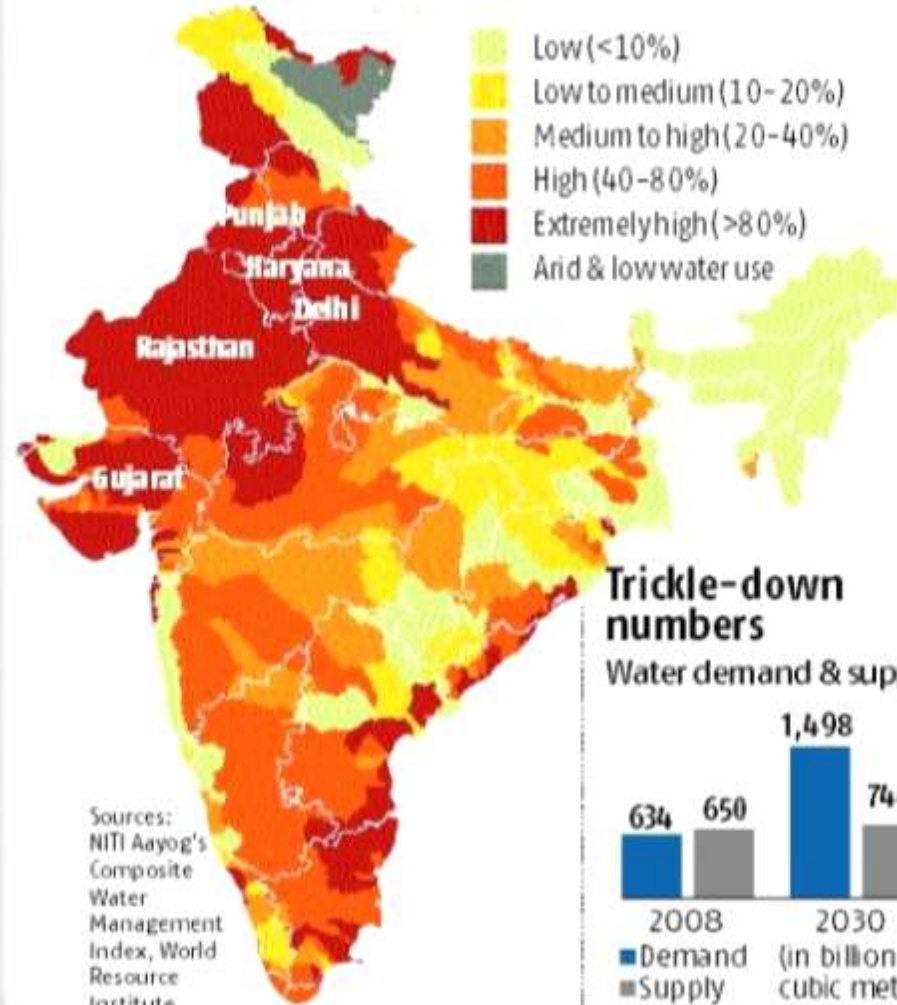 Low (<10%)
Low to medium (10-20%)
Medium to high (20-40%)
High (40-80%)
Extremely high (>80%)
Arid & low water use
Punjab
Haryana
Delhi
Rajasthan
Gujarat
Trickle-down
numbers
Water demand & sup
1,498
74
634
650
2008
2030
Demand
Supply
(in billion
cubic met
Sources:
NITI Aayog's
Composite
Water
Management
Index, World
Resource
Institute